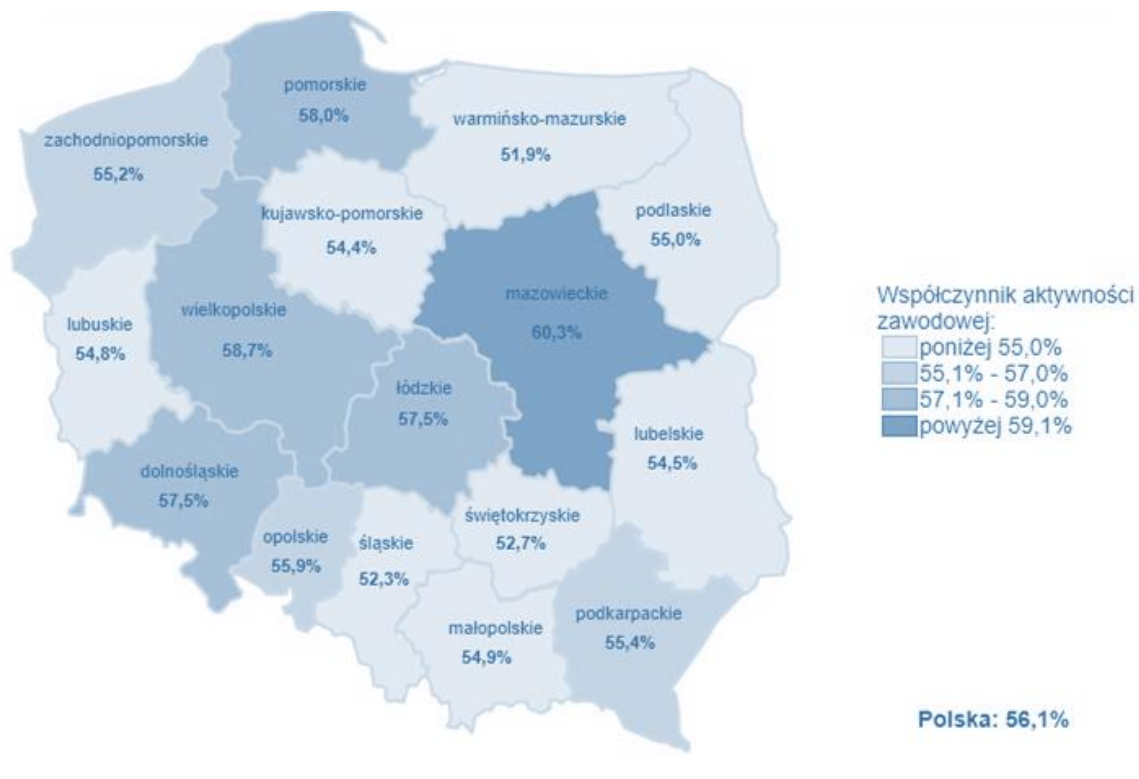 pomorskie
58,0%
warmińsko-mazurskie
51,9%
zachodniopomorskie
55,2%
kujawsko-pomorskie
54,4%
podlaskie
55,0%
mazowieckie
60,3%
wielkopolskie
58,7%
lubuskie
54,8%
łódzkie
57,5%
lubelskie
54,5%
dolnośląskie
57,5%
opolskie
55,9%
śląskie
52,3%
świętokrzyskie
52,7%
małopolskie
54,9%
podkarpackie
55,4%
Współczynnik aktywności
zawodowej:
poniżej 55,0%
55,1% - 57,0%
57,1% - 59,0%
powyżej 59,1%
Polska: 56,1%